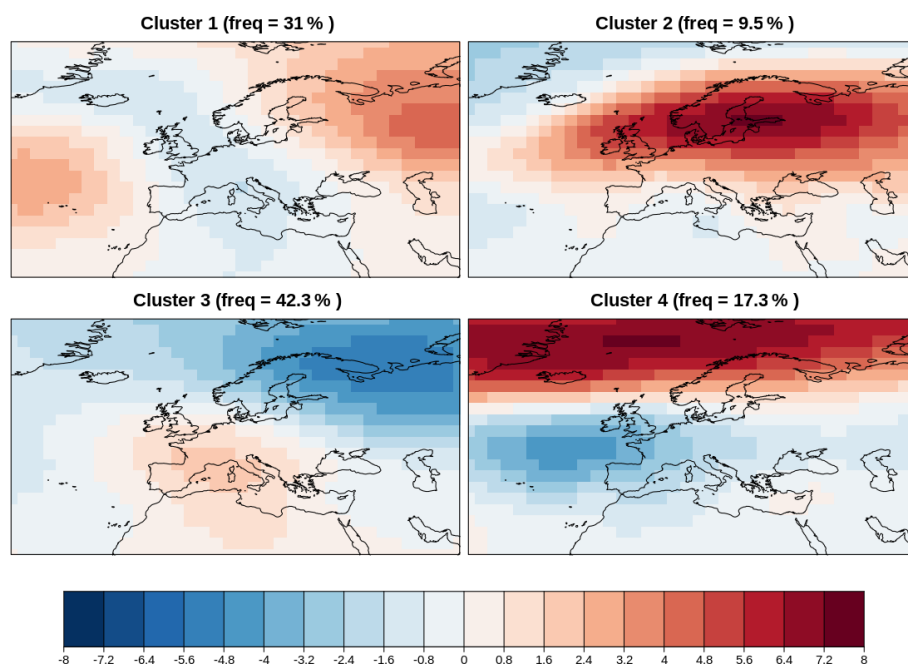 Cluster 1 (freq = 31 % )
Cluster 2 (freq = 9.5 % )
Cluster 3 (freq = 42.3 % )
Cluster 4 (freq = 17.3 % )
-8 -7.2 -6.4 -5.6 -4.8 -4 -3.2 -2.4 -1.6 -0.8 0 0.8 1.6 2.4 3.2 4 4.8 5.6 6.4 7.2 8